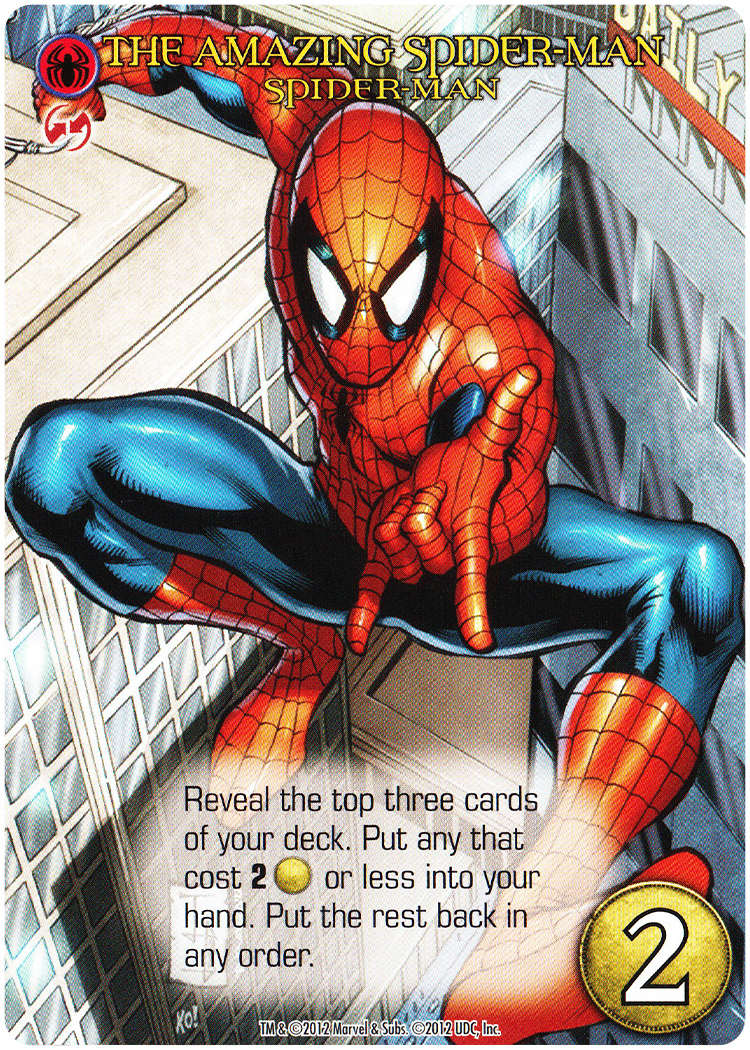 THE AMAZING SPIDER-MAN
SPIDER-MAN
DAILY
Reveal the top three cards
of your deck. Put any that
cost 2 or less into your
hand. Put the rest back in
any order.
2
KO!
TM & ©2012 Marvel & Subs. ©2012 UDC, Inc.